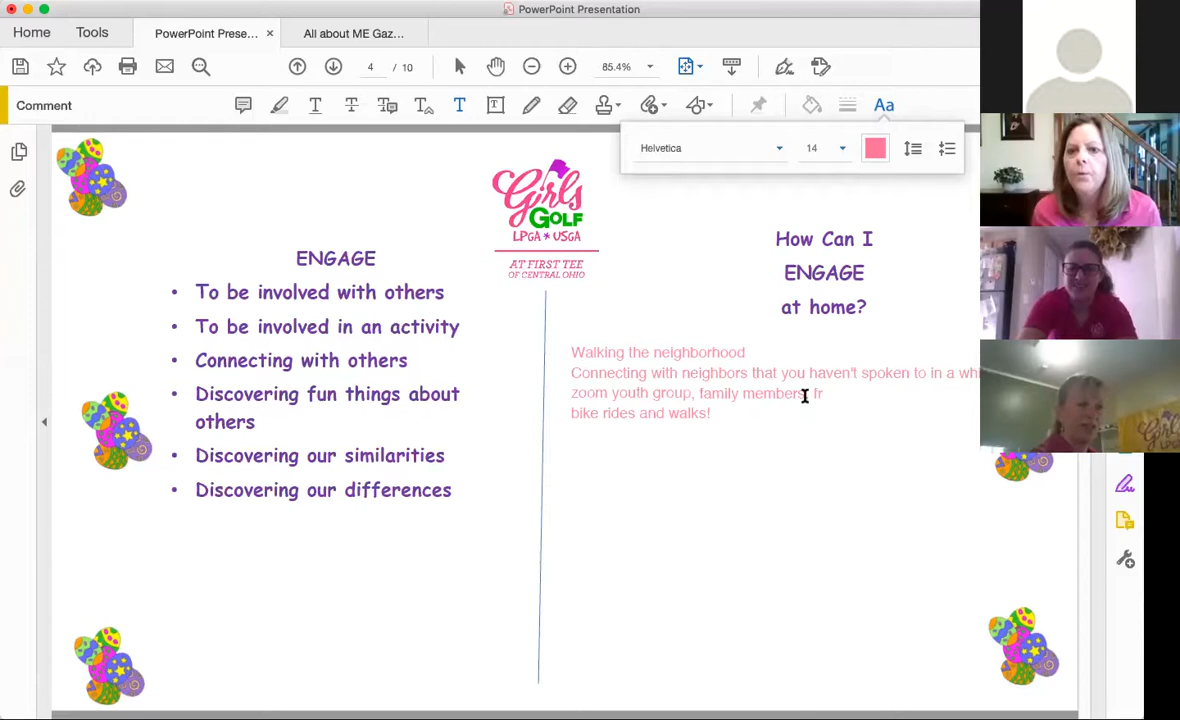 PowerPoint Presentation
Home
Tools
PowerPoint Prese...
All about ME Gaz...
4 / 10
85.4%
Comment
Aa
Helvetica
14
Girls
GOLF
LPGA * USGA
AT FIRST TEE
OF CENTRAL OHIO
ENGAGE
• To be involved with others
• To be involved in an activity
• Connecting with others
• Discovering fun things about
others
• Discovering our similarities
• Discovering our differences
How Can I
ENGAGE
at home?
Walking the neighborhood
Connecting with neighbors that you haven't spoken to in a whi
zoom youth group, family members, fr
bike rides and walks!
Girls
LPGA